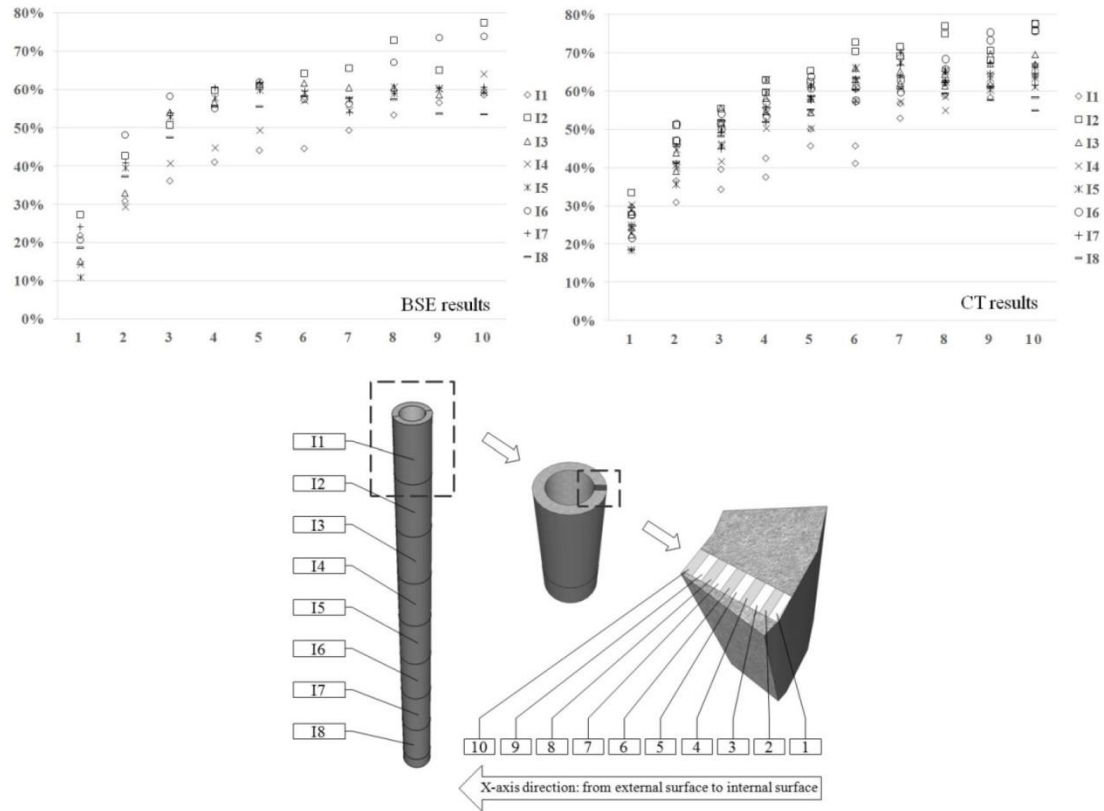 80%
70%
60%
50%
40%
30%
20%
10%
0%
1 2 3 4 5 6 7 8 9 10
BSE results
I1
I2
I3
I4
I5
I6
I7
I8
80%
70%
60%
50%
40%
30%
20%
10%
0%
1 2 3 4 5 6 7 8 9 10
CT results
I1
I2
I3
I4
I5
I6
I7
I8
I1
I2
I3
I4
I5
I6
I7
I8
10 9 8 7 6 5 4 3 2 1
X-axis direction: from external surface to internal surface